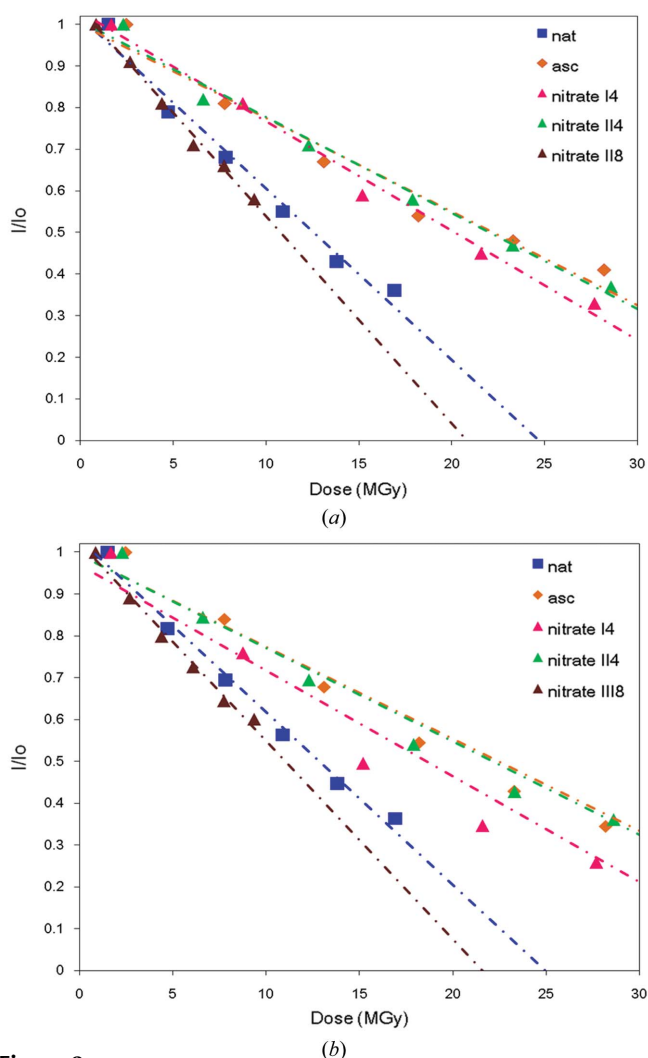 1
0.9
0.8
0.7
0.6
0.5
0.4
0.3
0.2
0.1
0
I/Io
nat
asc
nitrate I4
nitrate II4
nitrate II8
0 5 10 15 20 25 30
Dose (MGy)
(a)
1
0.9
0.8
0.7
0.6
0.5
0.4
0.3
0.2
0.1
0
I/Io
nat
asc
nitrate I4
nitrate II4
nitrate III8
0 5 10 15 20 25 30
Dose (MGy)
(b)